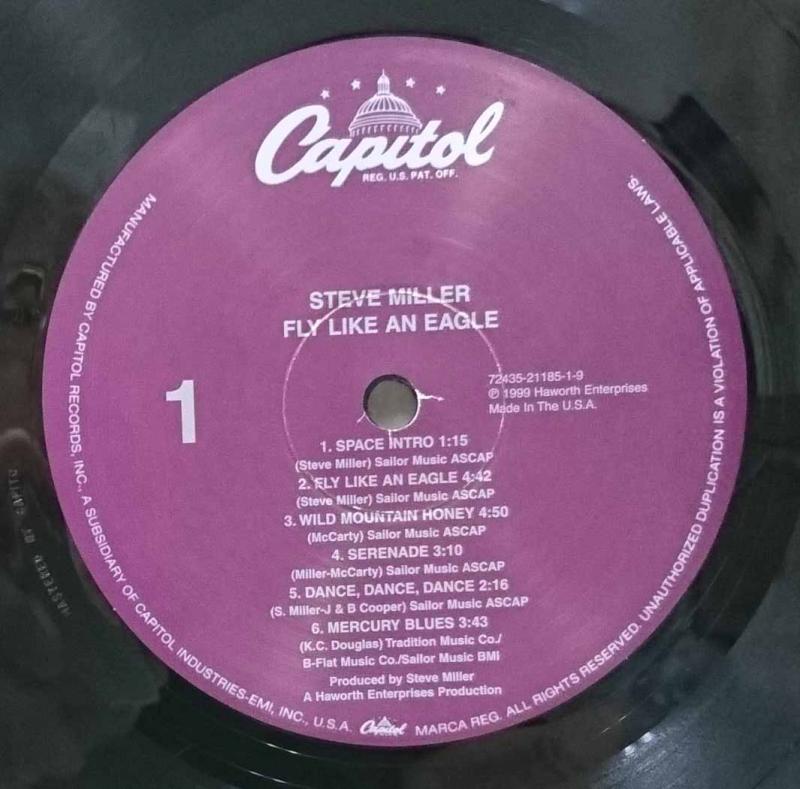 Capitol
REG. U.S. PAT. OFF.
STEVE MILLER
FLY LIKE AN EAGLE
1
72435-21185-1-9
℗ 1999 Haworth Enterprises
Made In The U.S.A.
1. SPACE INTRO 1:15
(Steve Miller) Sailor Music ASCAP
2. FLY LIKE AN EAGLE 4:42
(Steve Miller) Sailor Music ASCAP
3. WILD MOUNTAIN HONEY 4:50
(McCarty) Sailor Music ASCAP
4. SERENADE 3:10
(Miller-McCarty) Sailor Music ASCAP
5. DANCE, DANCE, DANCE 2:16
(S. Miller-J & B Cooper) Sailor Music ASCAP
6. MERCURY BLUES 3:43
(K.C. Douglas) Tradition Music Co./
B-Flat Music Co./Sailor Music BMI
Produced by Steve Miller
A Haworth Enterprises Production
MANUFACTURED BY CAPITOL RECORDS, INC., A SUBSIDIARY OF CAPITOL INDUSTRIES-EMI, INC., U.S.A. Capitol MARCA REG. ALL RIGHTS RESERVED. UNAUTHORIZED DUPLICATION IS A VIOLATION OF APPLICABLE LAWS.
MASTERED BY CAPITOL